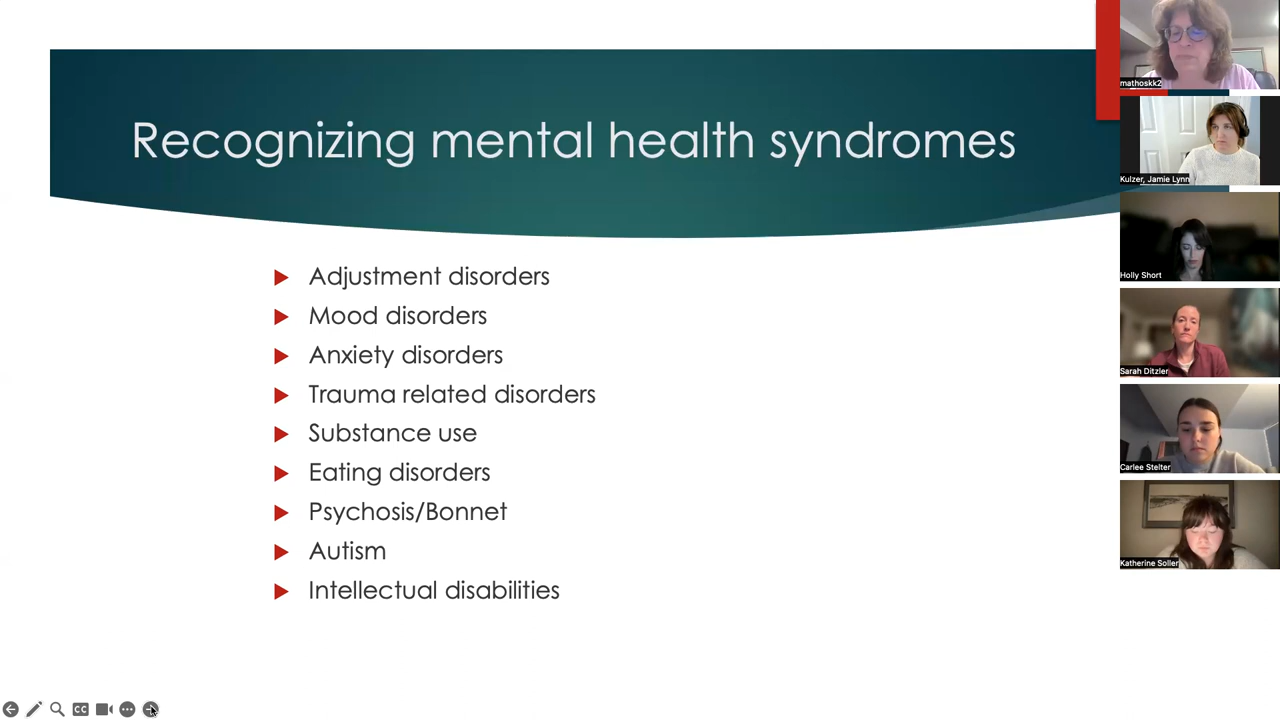 Recognizing mental health syndromes
Adjustment disorders
Mood disorders
Anxiety disorders
Trauma related disorders
Substance use
Eating disorders
Psychosis/Bonnet
Autism
Intellectual disabilities
mathoskk2
Kulzer, Jamie Lynn
Holly Short
Sarah Ditzler
Carlee Stelter
Katherine Soller
CC